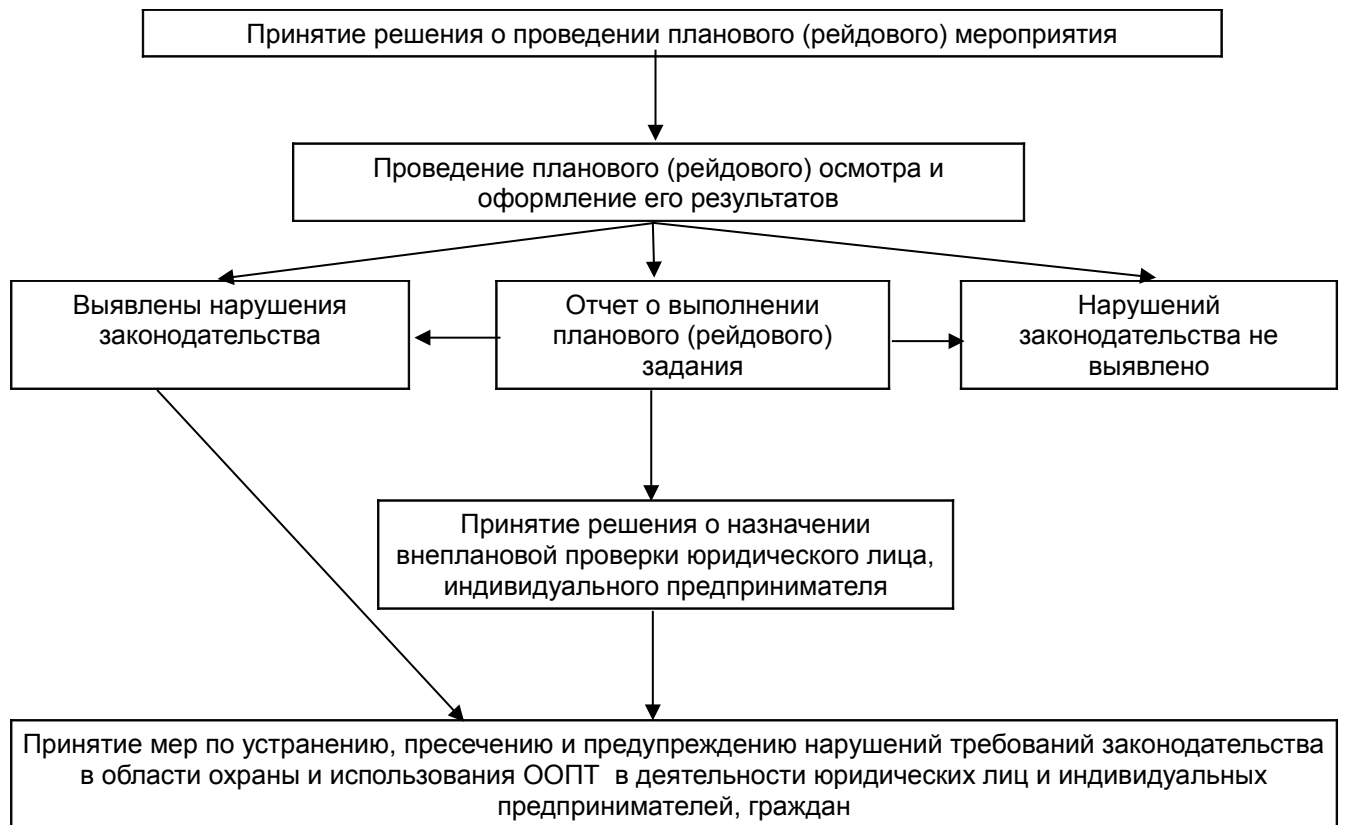 Принятие решения о проведении планового (рейдового) мероприятия
Проведение планового (рейдового) осмотра и
оформление его результатов
Выявлены нарушения
законодательства
Отчет о выполнении
планового (рейдового)
задания
Нарушений
законодательства не
выявлено
Принятие решения о назначении
внеплановой проверки юридического лица,
индивидуального предпринимателя
Принятие мер по устранению, пресечению и предупреждению нарушений требований законодательства
в области охраны и использования ООПТ в деятельности юридических лиц и индивидуальных
предпринимателей, граждан